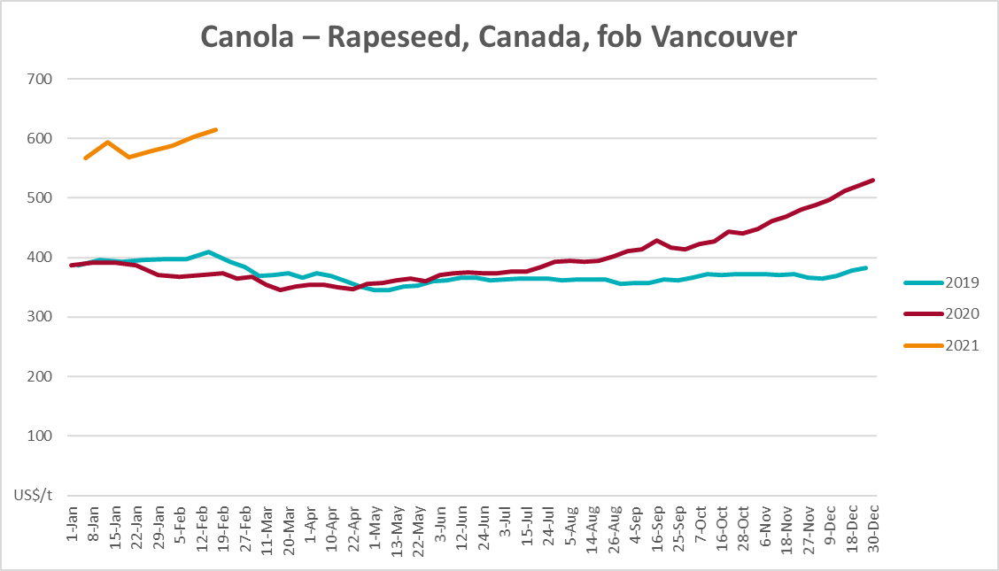 Canola – Rapeseed, Canada, fob Vancouver
700
600
500
400
300
200
100
US$/t
1-Jan
8-Jan
15-Jan
22-Jan
29-Jan
5-Feb
12-Feb
19-Feb
27-Feb
11-Mar
20-Mar
1-Apr
10-Apr
22-Apr
1-May
13-May
22-May
3-Jun
12-Jun
24-Jun
3-Jul
15-Jul
24-Jul
5-Aug
14-Aug
26-Aug
4-Sep
16-Sep
25-Sep
7-Oct
16-Oct
28-Oct
6-Nov
18-Nov
27-Nov
9-Dec
18-Dec
30-Dec
2019
2020
2021